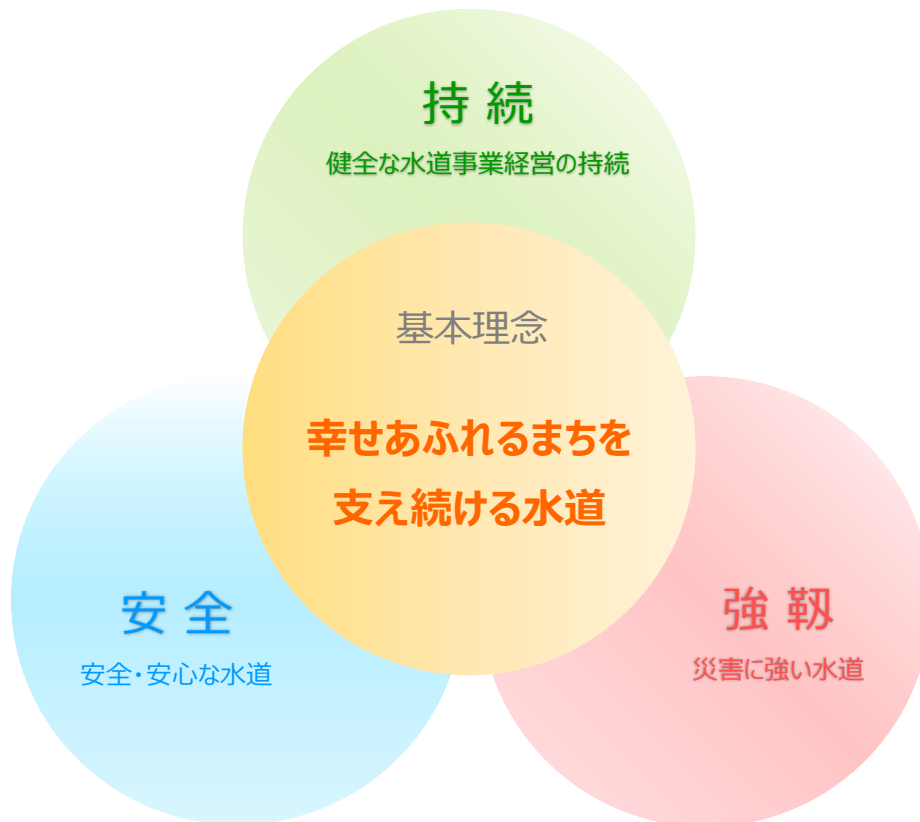 持続
健全な水道事業経営の持続
基本理念
幸せあふれるまちを
支え続ける水道
安全
安全・安心な水道
強靱
災害に強い水道